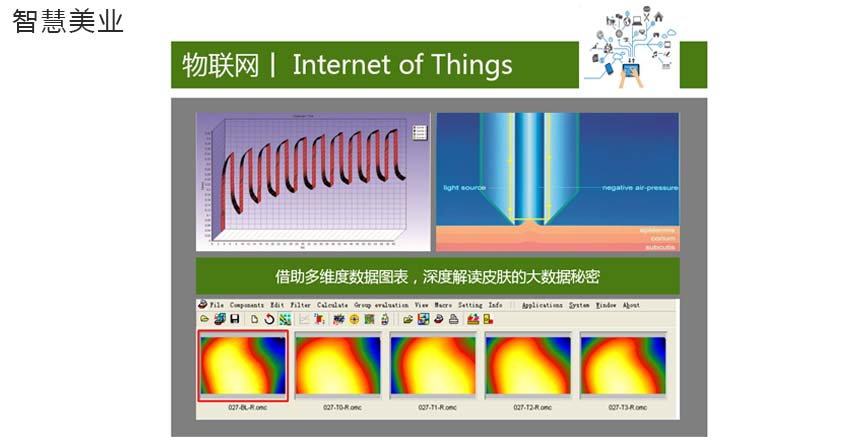 智慧美业
物联网丨 Internet of Things
light source
negative air-pressure
epidermis
corium
subcutis
借助多维度数据图表，深度解读皮肤的大数据秘密
File Components Edit Filter Calculate Group evaluation View Macro Setting Info Applications System Window About
027-BL-R.omc 027-T0-R.omc 027-T1-R.omc 027-T2-R.omc 027-T3-R.omc